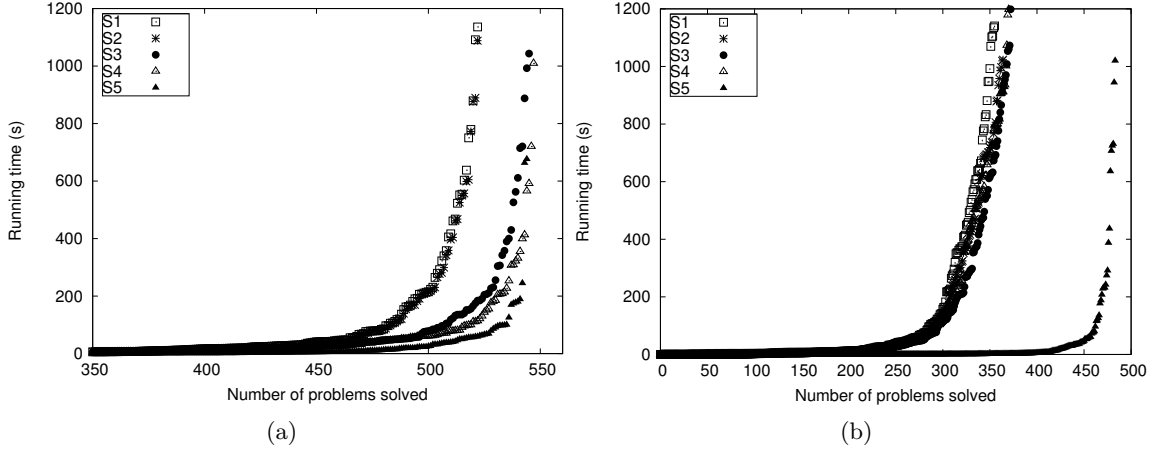 1200
1000
800
600
400
200
0
Running time (s)
S1
S2
S3
S4
S5
350 400 450 500 550
Number of problems solved
(a)
1200
1000
800
600
400
200
0
Running time (s)
S1
S2
S3
S4
S5
0 50 100 150 200 250 300 350 400 450 500
Number of problems solved
(b)